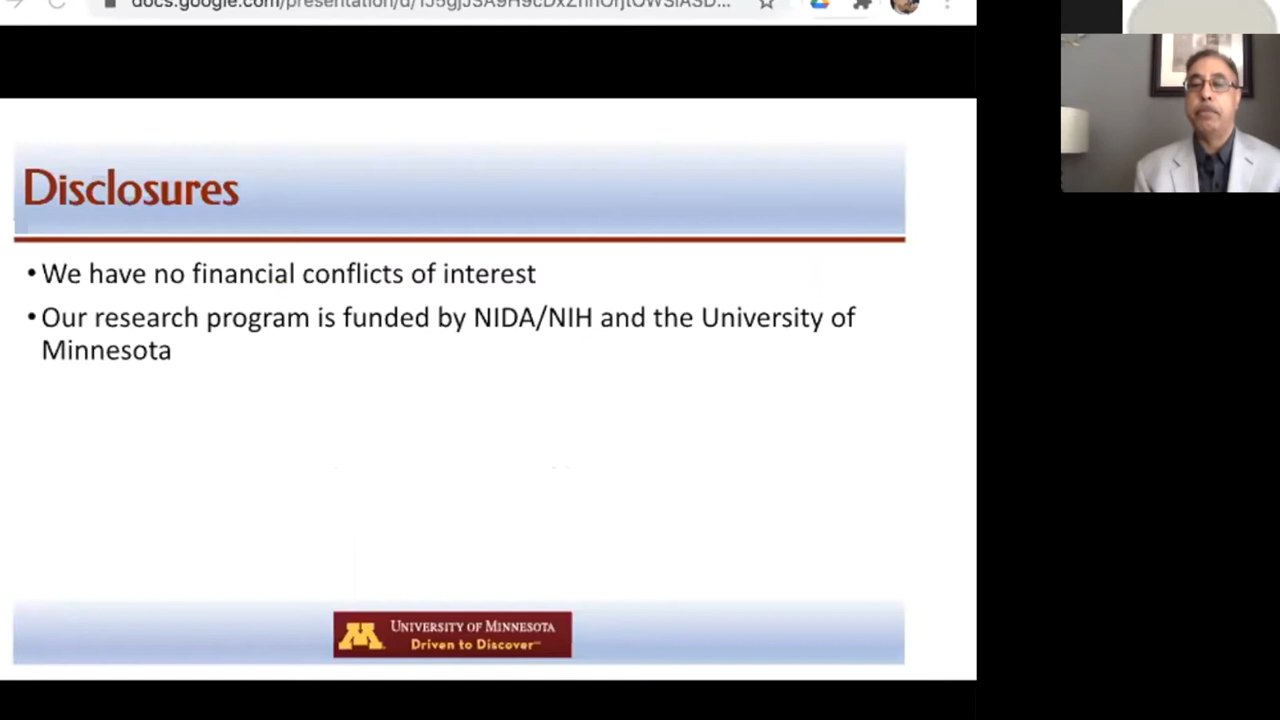 Disclosures
• We have no financial conflicts of interest
• Our research program is funded by NIDA/NIH and the University of
Minnesota
UNIVERSITY OF MINNESOTA
Driven to Discover℠